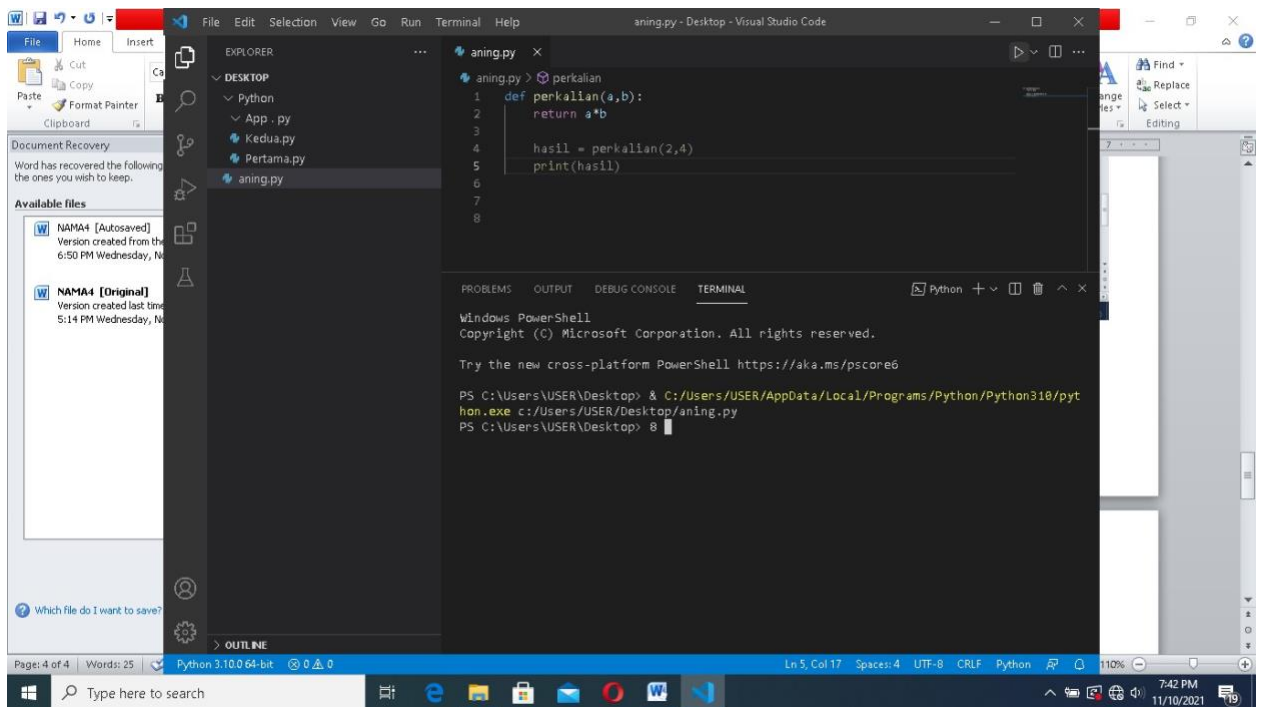 File Edit Selection View Go Run Terminal Help aning.py - Desktop - Visual Studio Code
File Home Insert
Cut
Copy
Format Painter
Paste
Clipboard
Find
Replace
Select
Editing
Document Recovery
Word has recovered the following
the ones you wish to keep.
Available files
NAMA4 [Autosaved]
Version created from the
6:50 PM Wednesday,
NAMA4 [Original]
Version created last time
5:14 PM Wednesday,
Which file do I want to save?
Page: 4 of 4 Words: 25
EXPLORER
DESKTOP
Python
App . py
Kedua.py
Pertama.py
aning.py
OUTLINE
aning.py
aning.py > perkalian
1 def perkalian(a,b):
2 return a*b
3
4 hasil = perkalian(2,4)
5 print(hasil)
6
7
8
PROBLEMS OUTPUT DEBUG CONSOLE TERMINAL Python
Windows PowerShell
Copyright (C) Microsoft Corporation. All rights reserved.
Try the new cross-platform PowerShell https://aka.ms/pscore6
PS C:\Users\USER\Desktop> & C:/Users/USER/AppData/Local/Programs/Python/Python310/pyt
hon.exe c:/Users/USER/Desktop/aning.py
PS C:\Users\USER\Desktop> 8
Python 3.10.0 64-bit 0 0 Ln 5, Col 17 Spaces: 4 UTF-8 CRLF Python
110%
Type here to search
7:42 PM
11/10/2021
19